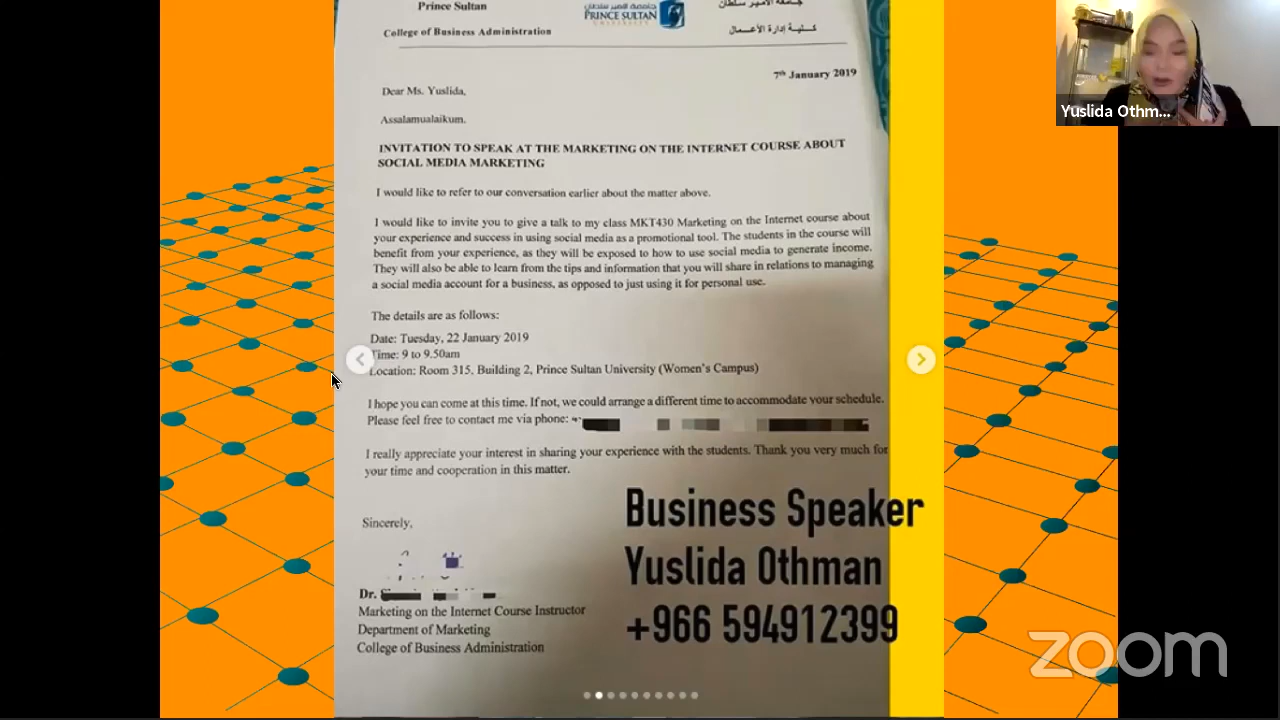 Prince Sultan
جامعة الأمير سلطان
PRINCE SULTAN
UNIVERSITY
جامعة الأمير سلطان
College of Business Administration
كلية إدارة الأعمال
7th January 2019
Dear Ms. Yuslida,
Assalamualaikum.
INVITATION TO SPEAK AT THE MARKETING ON THE INTERNET COURSE ABOUT
SOCIAL MEDIA MARKETING
I would like to refer to our conversation earlier about the matter above.
I would like to invite you to give a talk to my class MKT430 Marketing on the Internet course about
your experience and success in using social media as a promotional tool. The students in the course will
benefit from your experience, as they will be exposed to how to use social media to generate income.
They will also be able to learn from the tips and information that you will share in relations to managing
a social media account for a business, as opposed to just using it for personal use.
The details are as follows:
Date: Tuesday, 22 January 2019
Time: 9 to 9.50am
Location: Room 315, Building 2, Prince Sultan University (Women's Campus)
I hope you can come at this time. If not, we could arrange a different time to accommodate your schedule.
Please feel free to contact me via phone:
I really appreciate your interest in sharing your experience with the students. Thank you very much for
your time and cooperation in this matter.
Sincerely,
Dr.
Marketing on the Internet Course Instructor
Department of Marketing
College of Business Administration
Business Speaker
Yuslida Othman
+966 594912399
Yuslida Othm...
zoom